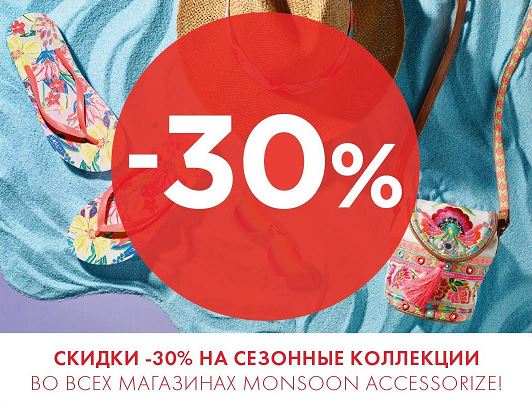 -30%
СКИДКИ -30% НА СЕЗОННЫЕ КОЛЛЕКЦИИ
ВО ВСЕХ МАГАЗИНАХ MONSOON ACCESSORIZE!